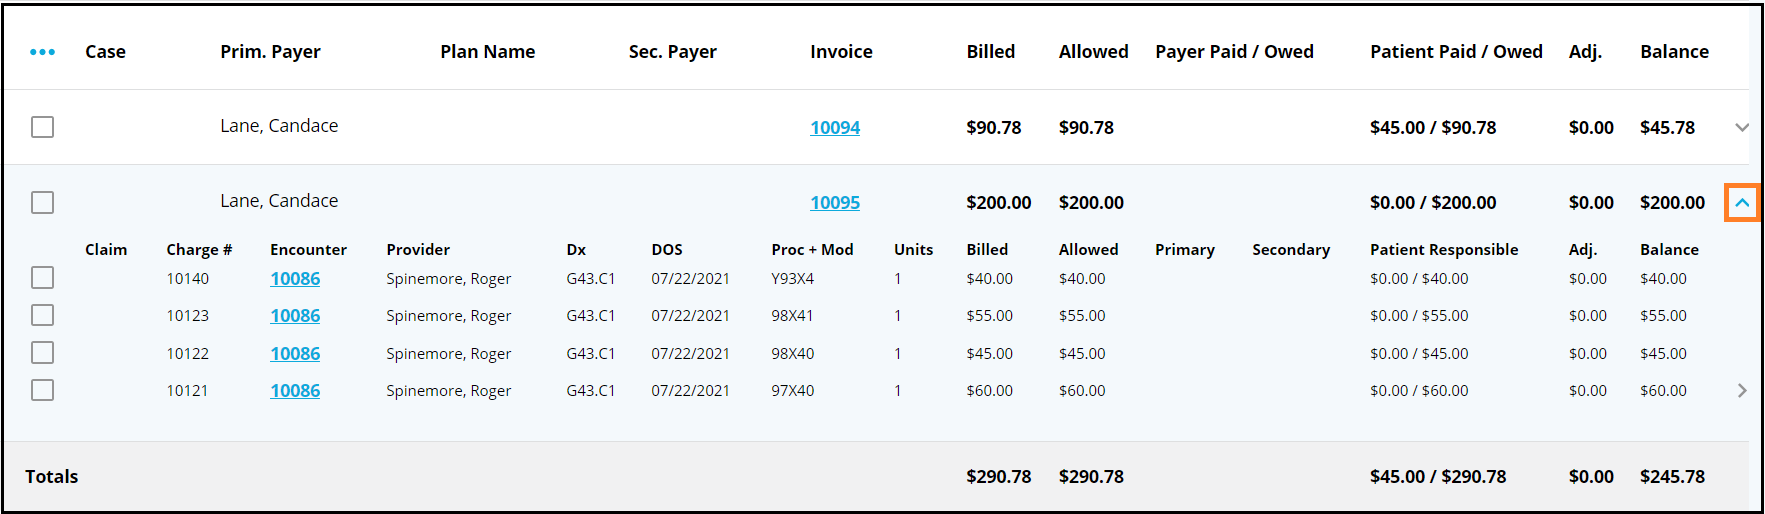 Case Prim. Payer Plan Name Sec. Payer Invoice Billed Allowed Payer Paid / Owed Patient Paid / Owed Adj. Balance
Lane, Candace 10094 $90.78 $90.78 $45.00 / $90.78 $0.00 $45.78
Lane, Candace 10095 $200.00 $200.00 $0.00 / $200.00 $0.00 $200.00
Claim Charge # Encounter Provider Dx DOS Proc + Mod Units Billed Allowed Primary Secondary Patient Responsible Adj. Balance
10140 10086 Spinemore, Roger G43.C1 07/22/2021 Y93X4 1 $40.00 $40.00 $0.00 / $40.00 $0.00 $40.00
10123 10086 Spinemore, Roger G43.C1 07/22/2021 98X41 1 $55.00 $55.00 $0.00 / $55.00 $0.00 $55.00
10122 10086 Spinemore, Roger G43.C1 07/22/2021 98X40 1 $45.00 $45.00 $0.00 / $45.00 $0.00 $45.00
10121 10086 Spinemore, Roger G43.C1 07/22/2021 97X40 1 $60.00 $60.00 $0.00 / $60.00 $0.00 $60.00
Totals $290.78 $290.78 $45.00 / $290.78 $0.00 $245.78